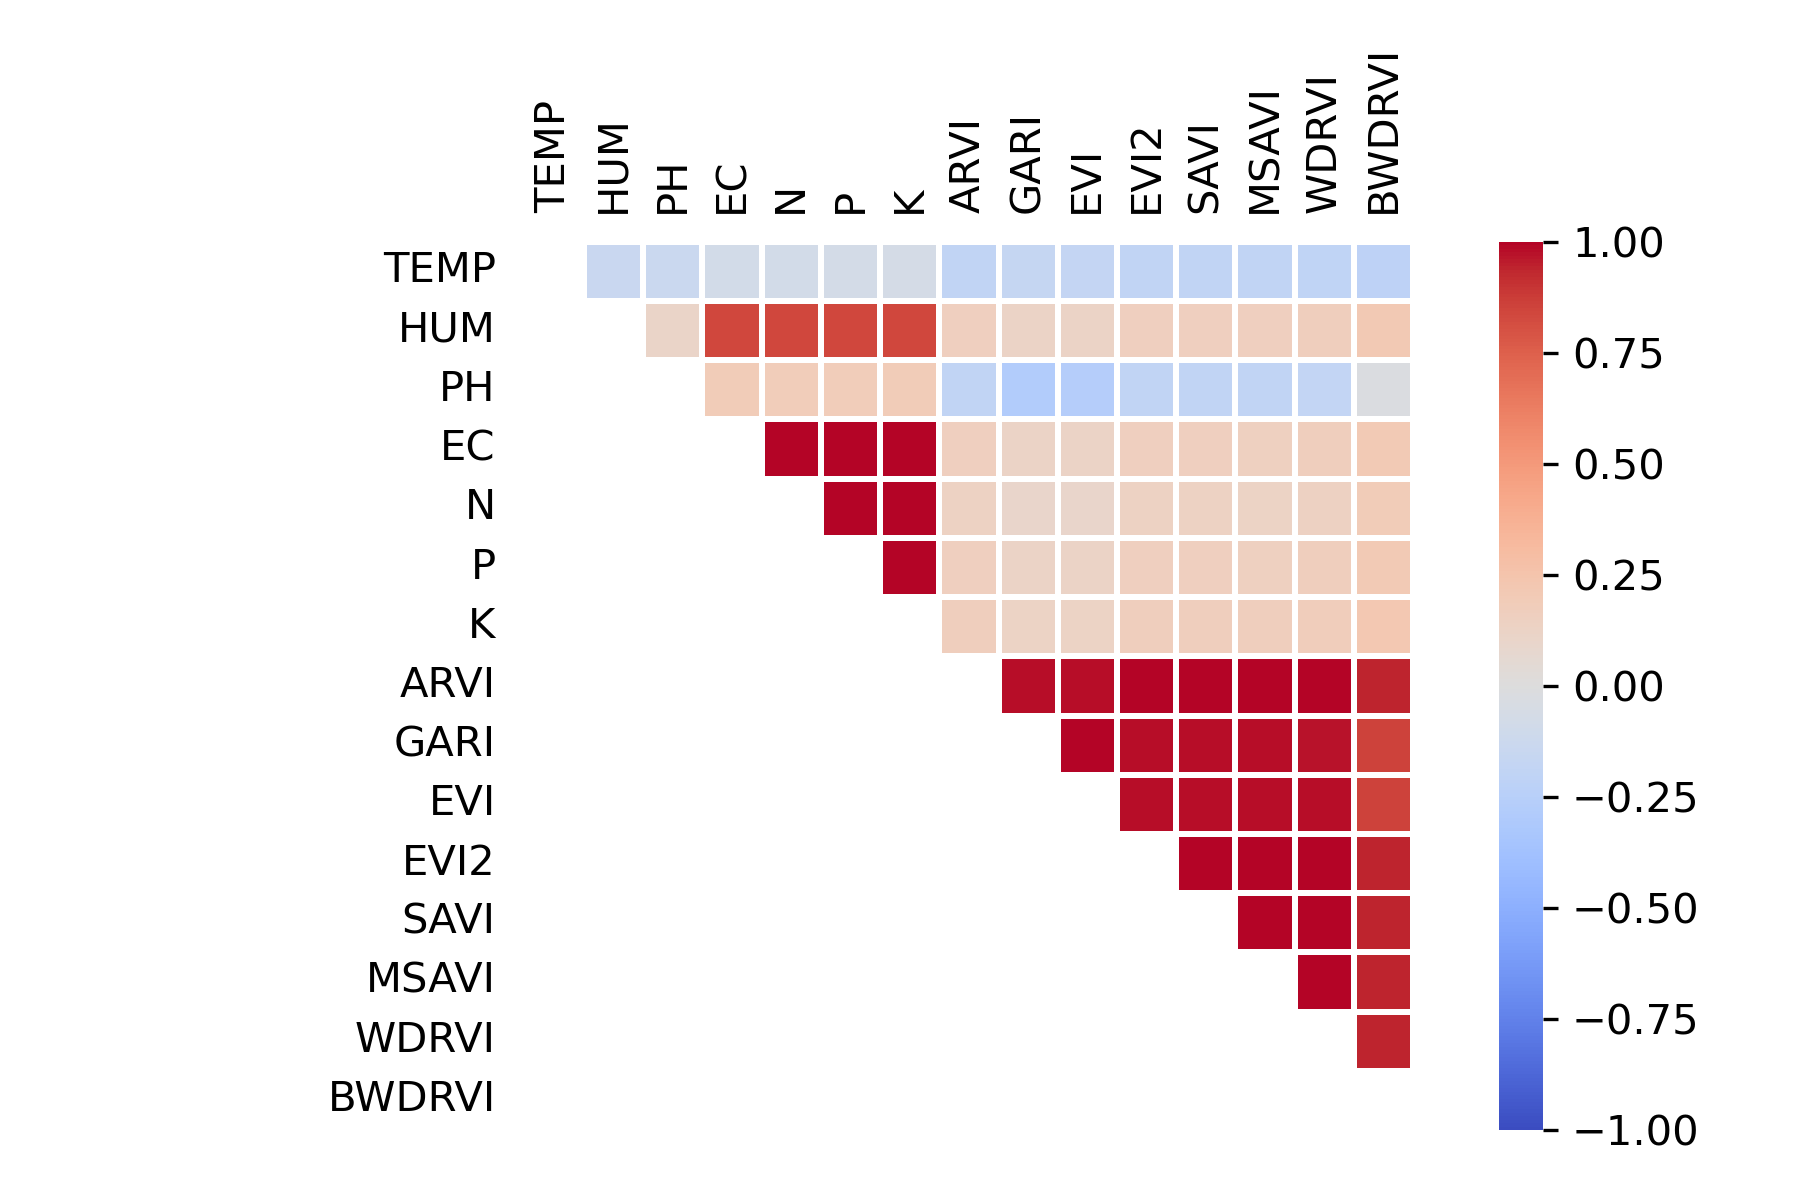 TEMP
HUM
PH
EC
N
P
K
ARVI
GARI
EVI
EVI2
SAVI
MSAVI
WDRVI
BWDRVI
TEMP
HUM
PH
EC
N
P
K
ARVI
GARI
EVI
EVI2
SAVI
MSAVI
WDRVI
BWDRVI
1.00
0.75
0.50
0.25
0.00
−0.25
−0.50
−0.75
−1.00